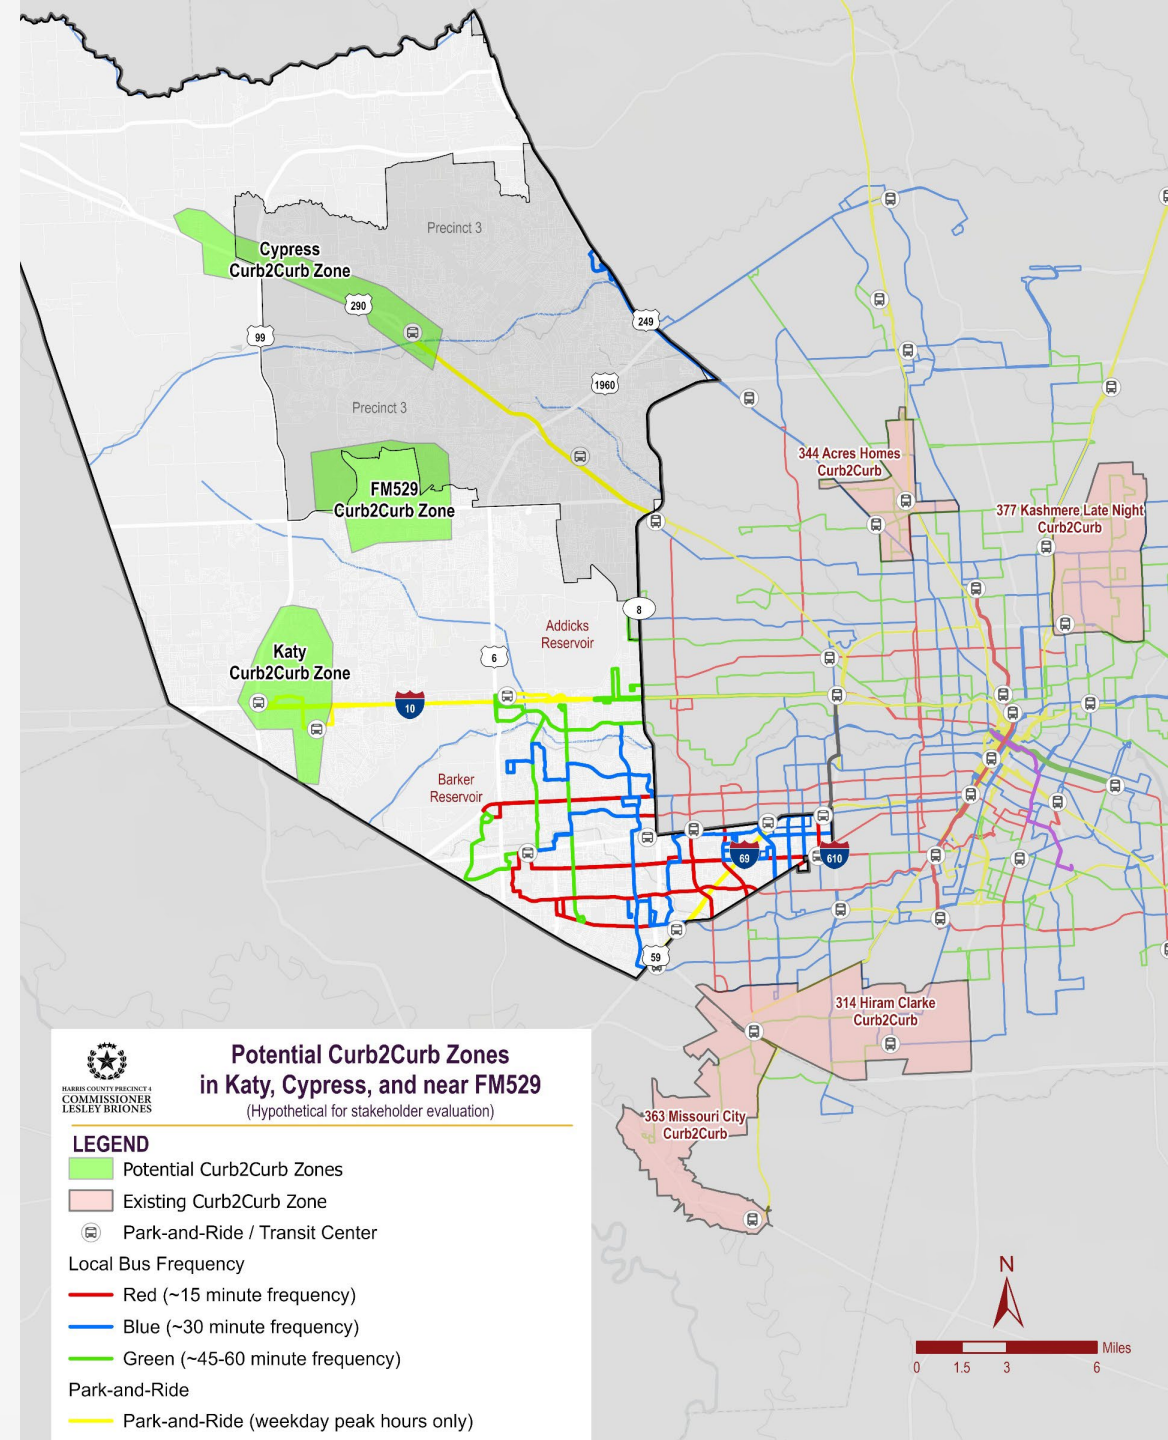 Precinct 3
Cypress
Curb2Curb Zone
290
99
249
1960
Precinct 3
344 Acres Homes
Curb2Curb
FM529
Curb2Curb Zone
377 Kashmere Late Night
Curb2Curb
8
Addicks
Reservoir
Katy
Curb2Curb Zone
6
10
Barker
Reservoir
69
610
59
314 Hiram Clarke
Curb2Curb
363 Missouri City
Curb2Curb
HARRIS COUNTY PRECINCT 4
COMMISSIONER
LESLEY BRIONES
Potential Curb2Curb Zones
in Katy, Cypress, and near FM529
(Hypothetical for stakeholder evaluation)
LEGEND
Potential Curb2Curb Zones
Existing Curb2Curb Zone
Park-and-Ride / Transit Center
Local Bus Frequency
Red (~15 minute frequency)
Blue (~30 minute frequency)
Green (~45-60 minute frequency)
Park-and-Ride
Park-and-Ride (weekday peak hours only)
N
Miles
0 1.5 3 6